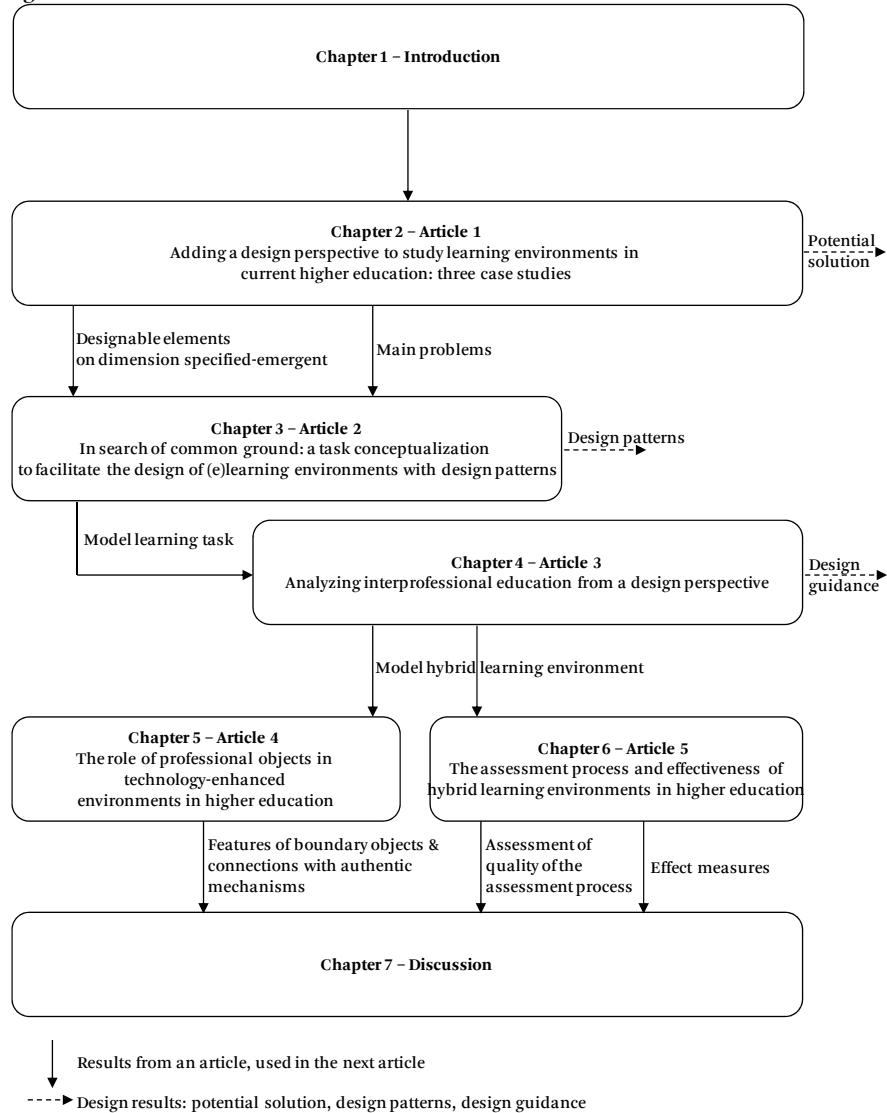 Chapter 1 – Introduction
Chapter 2 – Article 1
Adding a design perspective to study learning environments in
current higher education: three case studies
Potential
solution
Designable elements
on dimension specified-emergent
Main problems
Chapter 3 – Article 2
In search of common ground: a task conceptualization
to facilitate the design of (e)learning environments with design patterns
Design patterns
Model learning task
Chapter 4 – Article 3
Analyzing interprofessional education from a design perspective
Design
guidance
Model hybrid learning environment
Chapter 5 – Article 4
The role of professional objects in
technology-enhanced
environments in higher education
Chapter 6 – Article 5
The assessment process and effectiveness of
hybrid learning environments in higher education
Features of boundary objects &
connections with authentic
mechanisms
Assessment of
quality of the
assessment process
Effect measures
Chapter 7 – Discussion
Results from an article, used in the next article
Design results: potential solution, design patterns, design guidance